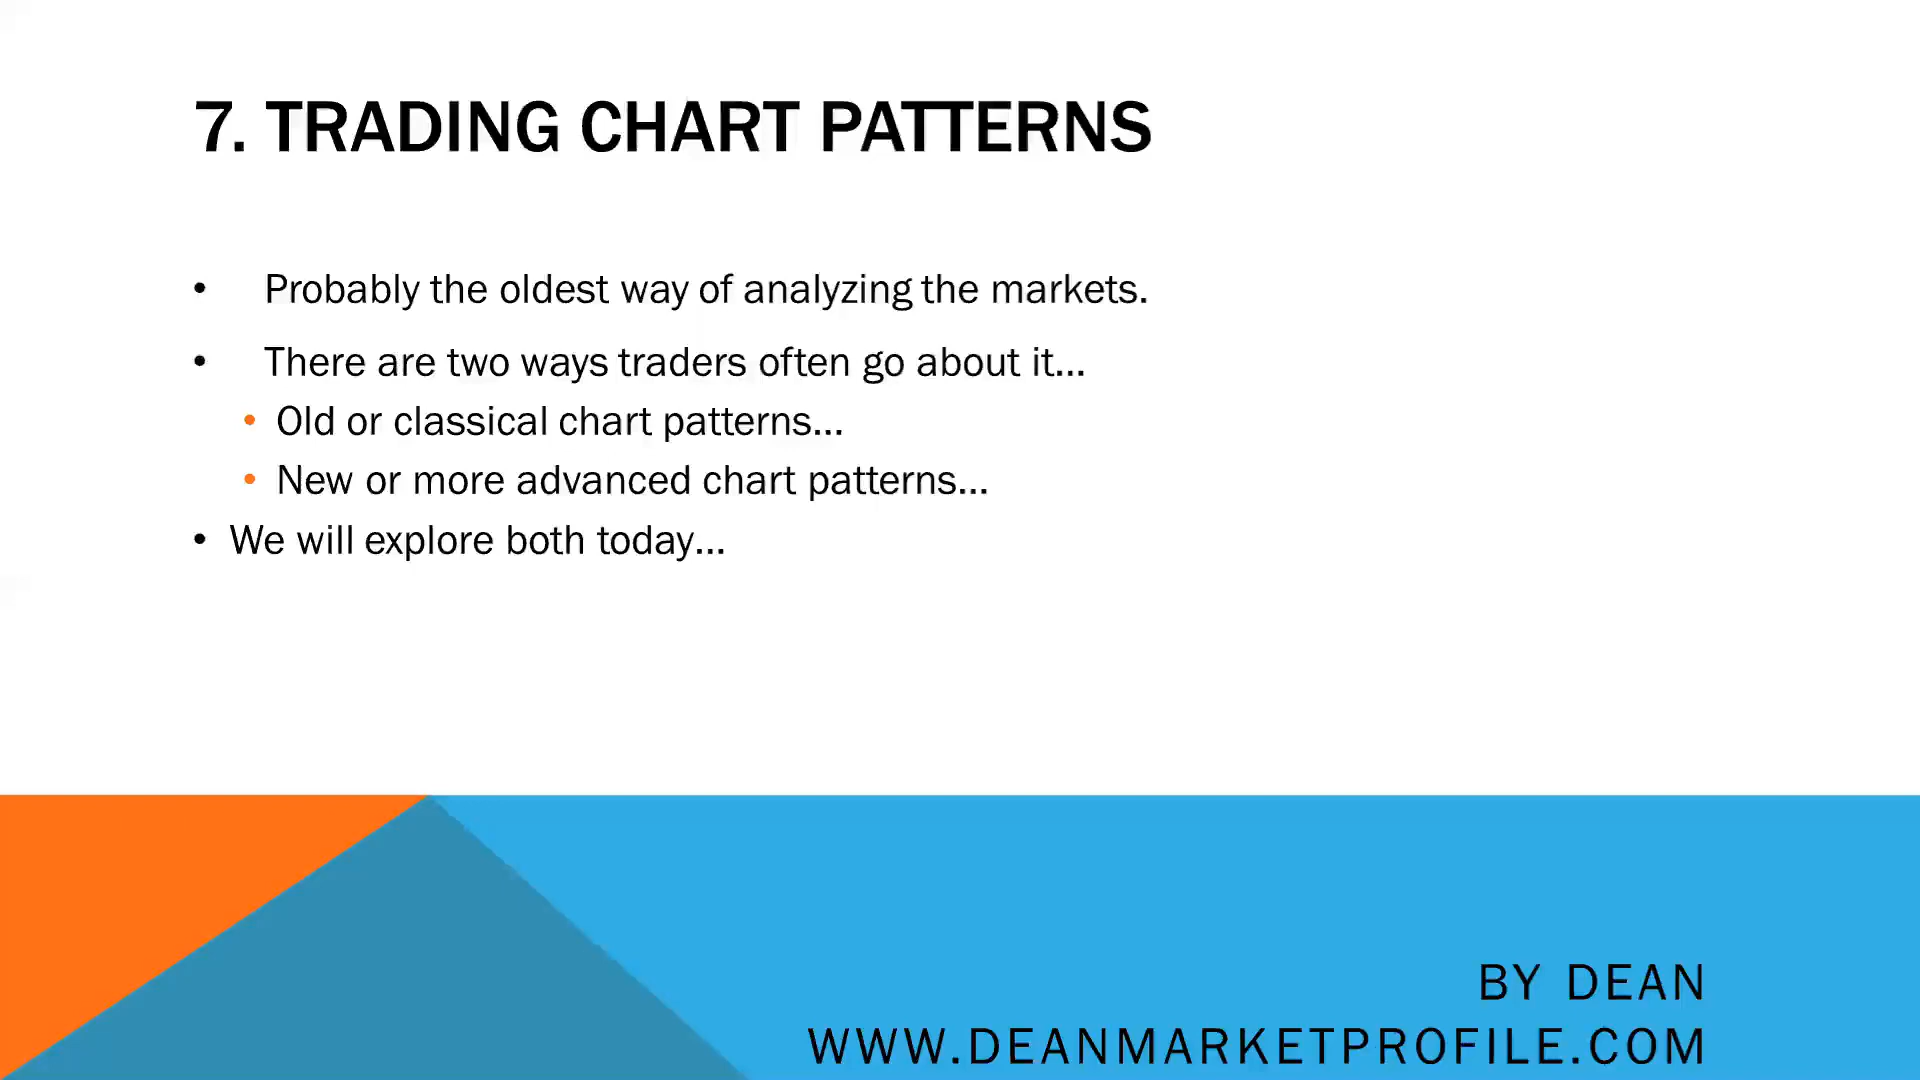 7. TRADING CHART PATTERNS
• Probably the oldest way of analyzing the markets.
• There are two ways traders often go about it...
• Old or classical chart patterns...
• New or more advanced chart patterns...
• We will explore both today...
BY DEAN
WWW.DEANMARKETPROFILE.COM